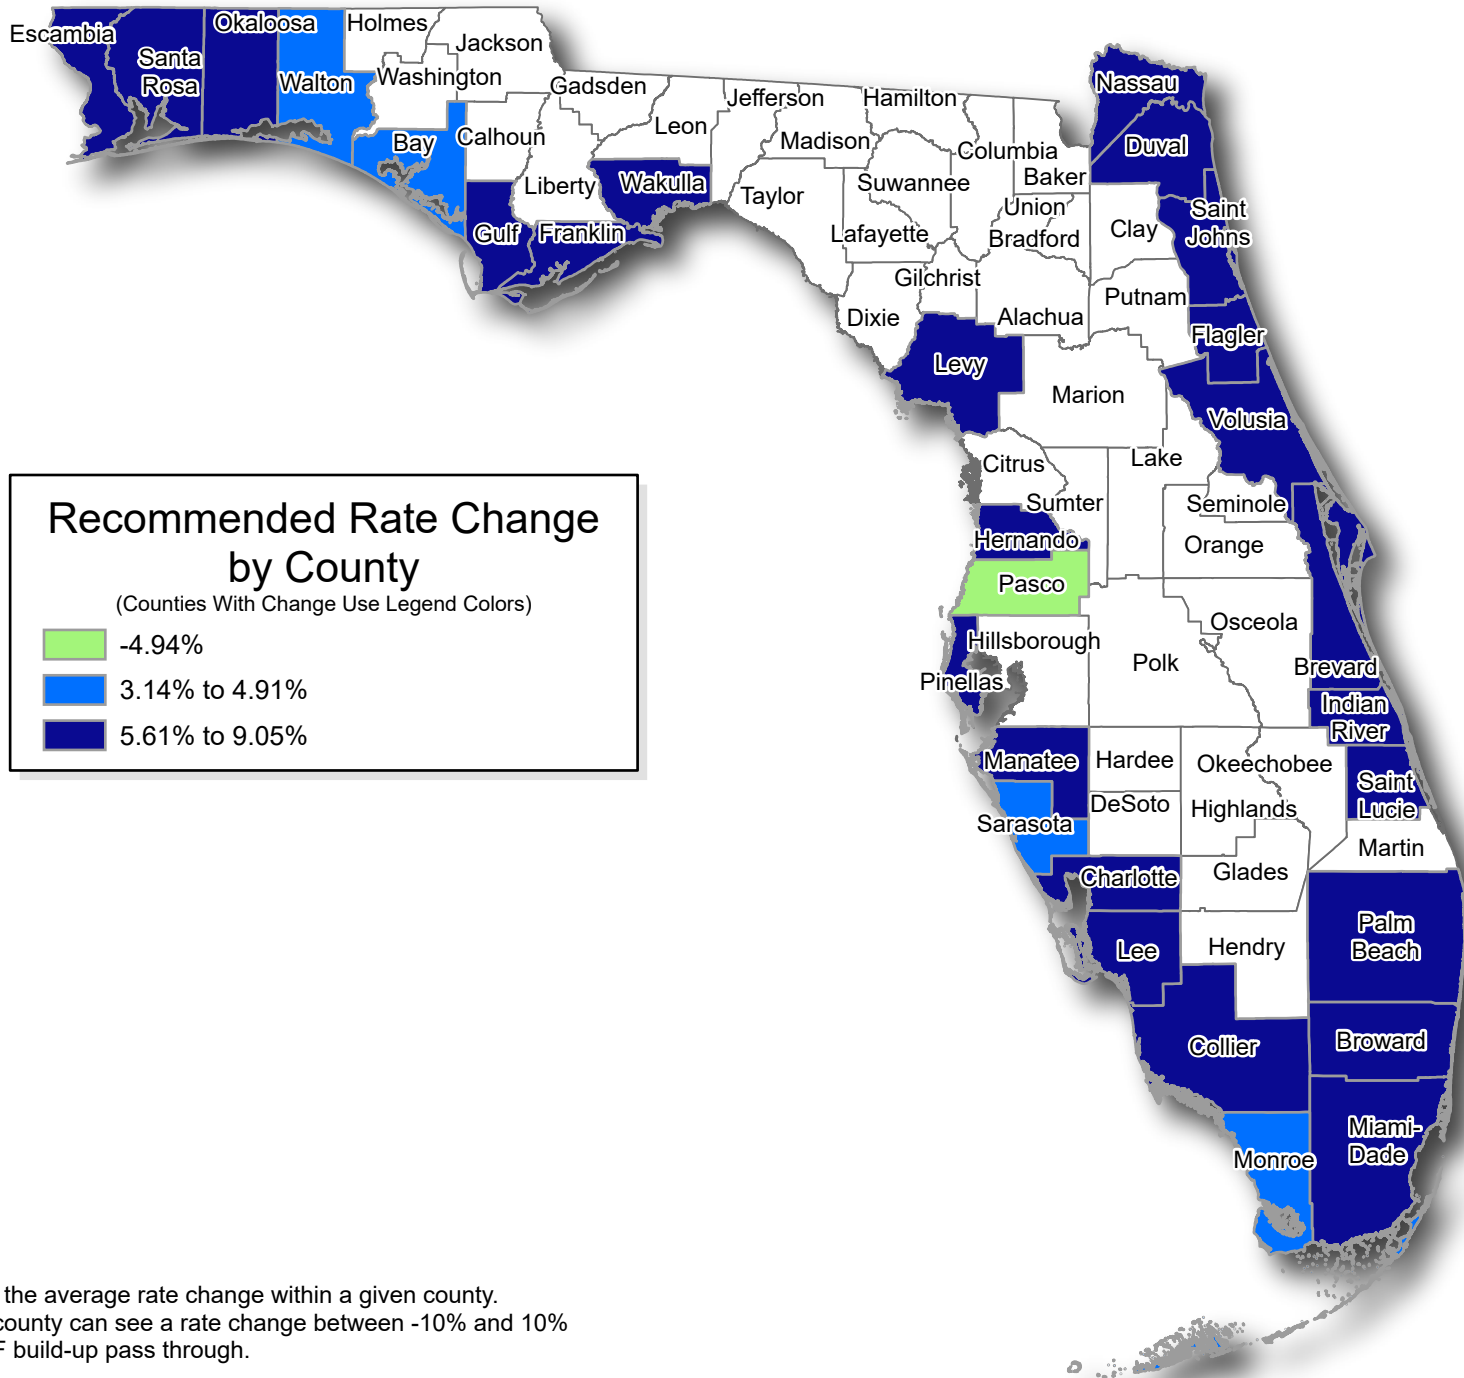 Escambia
Santa
Rosa
Okaloosa
Walton
Holmes
Jackson
Washington
Bay
Calhoun
Gadsden
Liberty
Gulf
Franklin
Leon
Wakulla
Jefferson
Madison
Taylor
Hamilton
Suwannee
Lafayette
Columbia
Baker
Union
Bradford
Gilchrist
Dixie
Alachua
Nassau
Duval
Saint
Johns
Clay
Putnam
Flagler
Levy
Marion
Volusia
Citrus
Sumter
Lake
Seminole
Orange
Hernando
Pasco
Hillsborough
Pinellas
Polk
Osceola
Brevard
Indian
River
Manatee
Hardee
Okeechobee
Saint
Lucie
DeSoto
Highlands
Sarasota
Martin
Charlotte
Glades
Lee
Hendry
Palm
Beach
Collier
Broward
Monroe
Miami-
Dade
Recommended Rate Change
by County
(Counties With Change Use Legend Colors)
-4.94%
3.14% to 4.91%
5.61% to 9.05%
the average rate change within a given county.
county can see a rate change between -10% and 10%
build-up pass through.